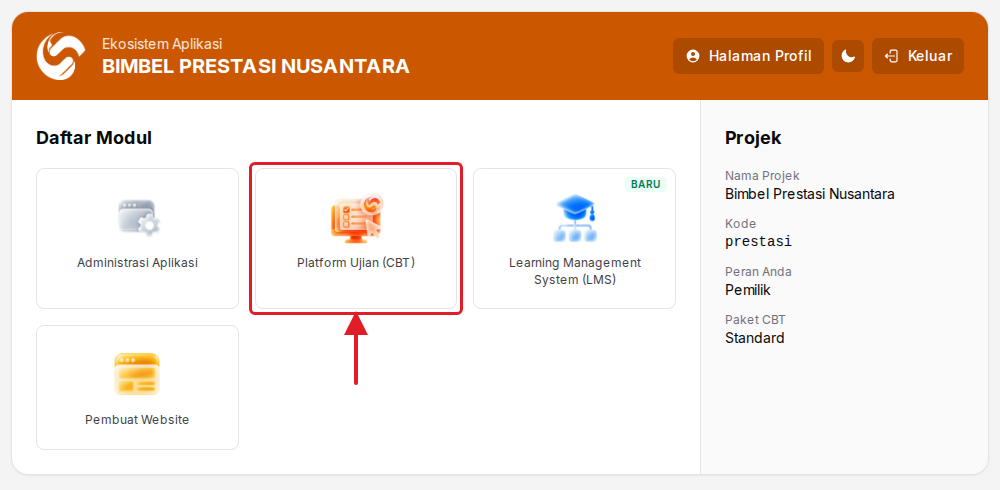 Ekosistem Aplikasi
BIMBEL PRESTASI NUSANTARA
Halaman Profil
Keluar
Daftar Modul
Administrasi Aplikasi
Platform Ujian (CBT)
BARU
Learning Management
System (LMS)
Pembuat Website
Projek
Nama Projek
Bimbel Prestasi Nusantara
Kode
prestasi
Peran Anda
Pemilik
Paket CBT
Standard